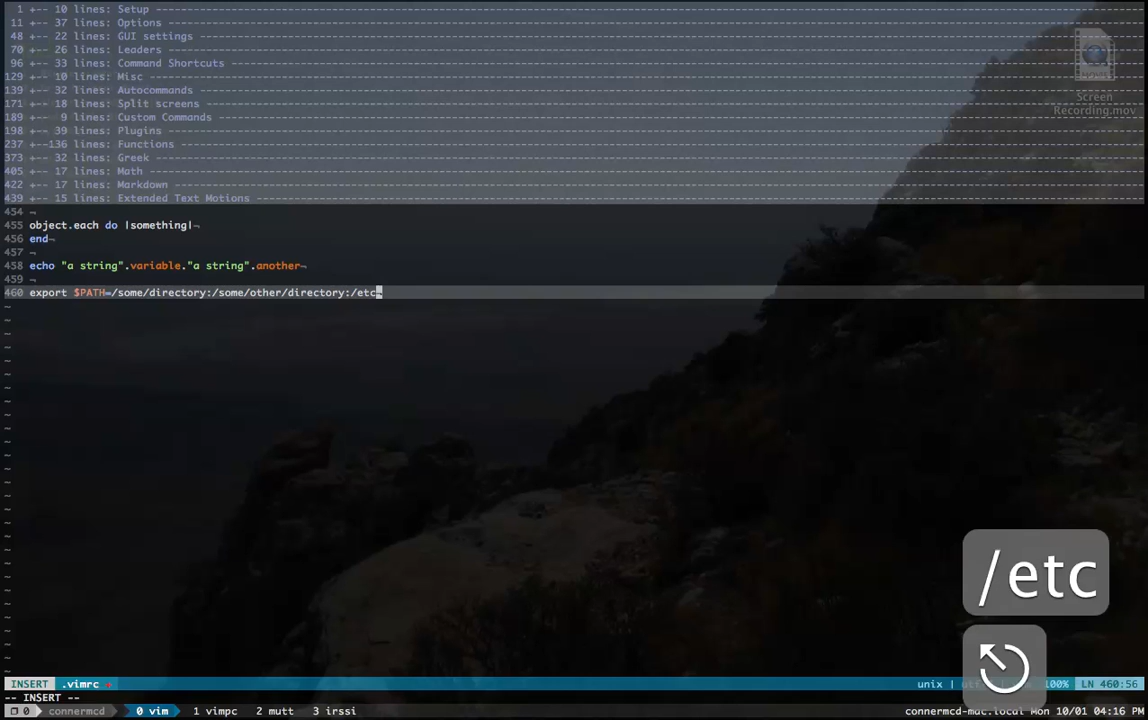 1 +-- 10 lines: Setup
11 +-- 37 lines: Options
48 +-- 22 lines: GUI settings
70 +-- 26 lines: Leaders
96 +-- 33 lines: Command Shortcuts
129 +-- 10 lines: Misc
139 +-- 32 lines: Autocommands
171 +-- 18 lines: Split screens
189 +-- 9 lines: Custom Commands
198 +-- 39 lines: Plugins
237 +--136 lines: Functions
373 +-- 32 lines: Greek
405 +-- 17 lines: Math
422 +-- 17 lines: Markdown
439 +-- 15 lines: Extended Text Motions
Screen
Recording.mov
454 ¬
455 object.each do |something|¬
456 end¬
457 ¬
458 echo "a string".variable."a string".another¬
459 ¬
460 export $PATH=/some/directory:/some/other/directory:/etc¬
/etc
INSERT .vimrc + unix | 100% LN 460:56
-- INSERT --
0 connermcd 0 vim 1 vimpc 2 mutt 3 irssi connermcd-mac.local Mon 10/01 04:16 PM